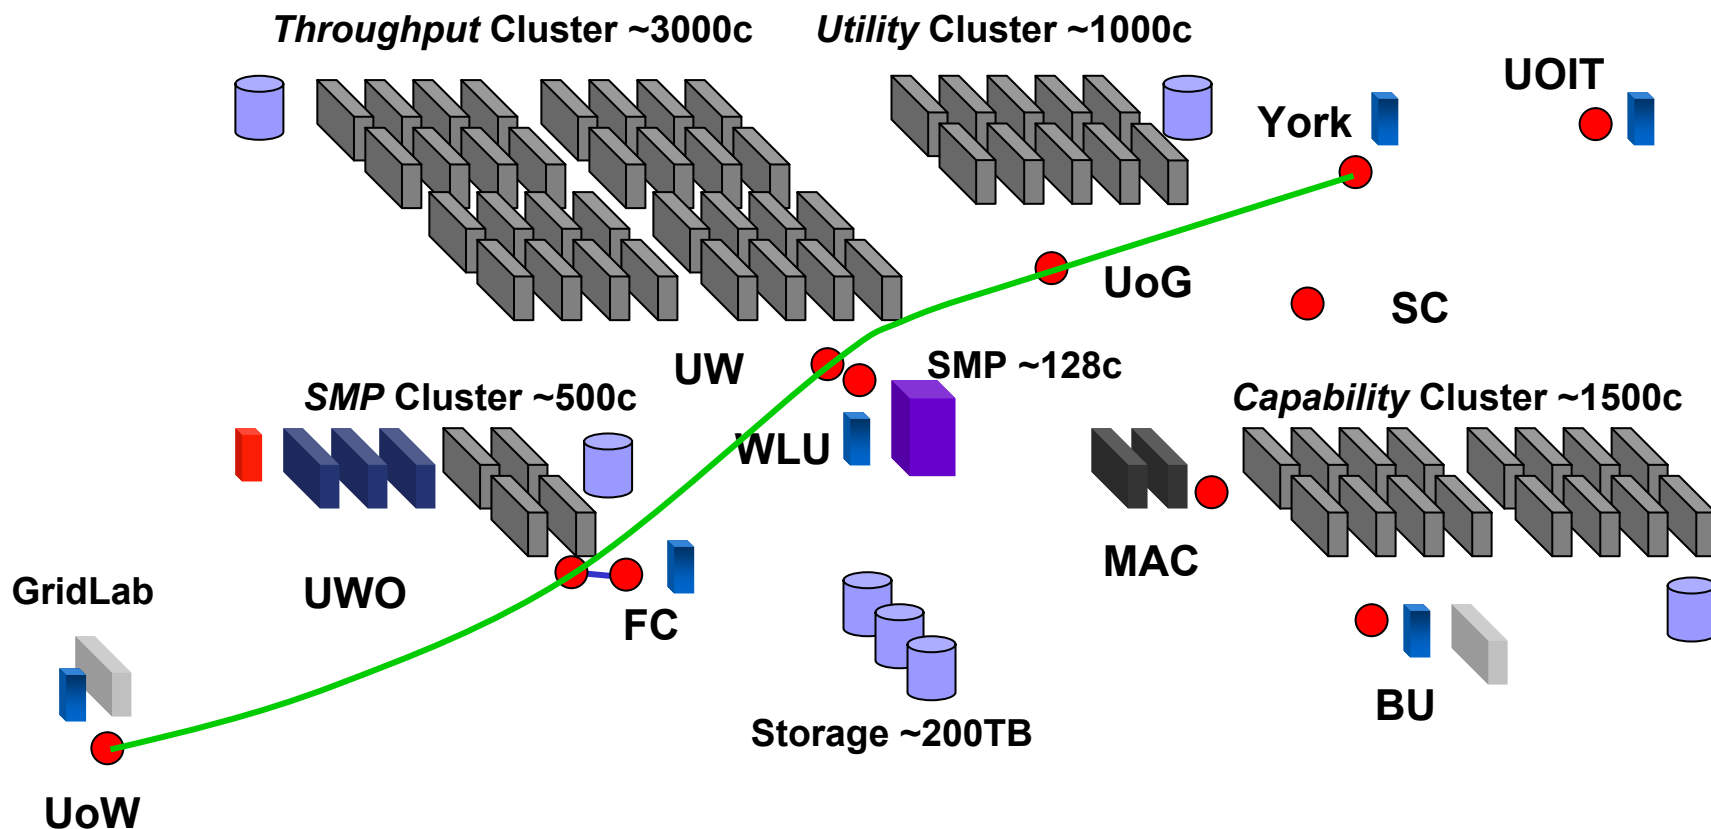 Throughput Cluster ~3000c
Utility Cluster ~1000c
UOIT
York
UoG
SC
UW
SMP ~128c
SMP Cluster ~500c
Capability Cluster ~1500c
WLU
MAC
GridLab
UWO
FC
BU
Storage ~200TB
UoW